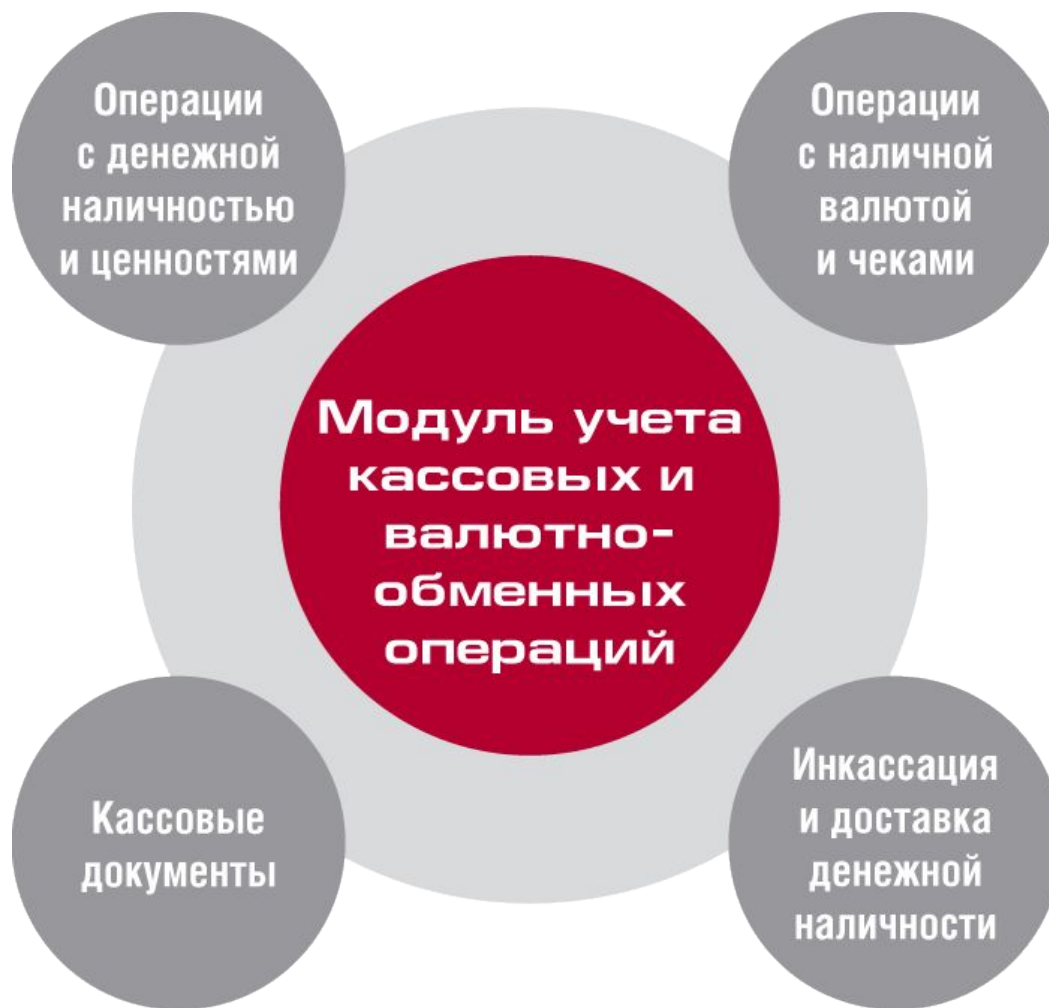 Операции
с денежной
наличностью
и ценностями
Операции
с наличной
валютой
и чеками
Модуль учета
кассовых и
валютно-
обменных
операций
Кассовые
документы
Инкассация
и доставка
денежной
наличности